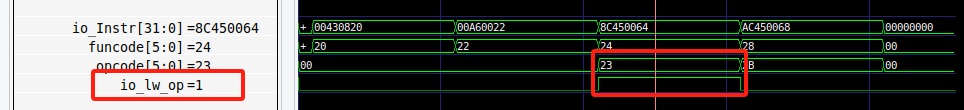 io_Instr[31:0]=8C450064
funcode[5:0]=24
opcode[5:0]=23
io_lw_op=1
+ 00430820 00A60022 8C450064 AC450068 00000000
+ 20 22 24 28 00
00 23 2B 00